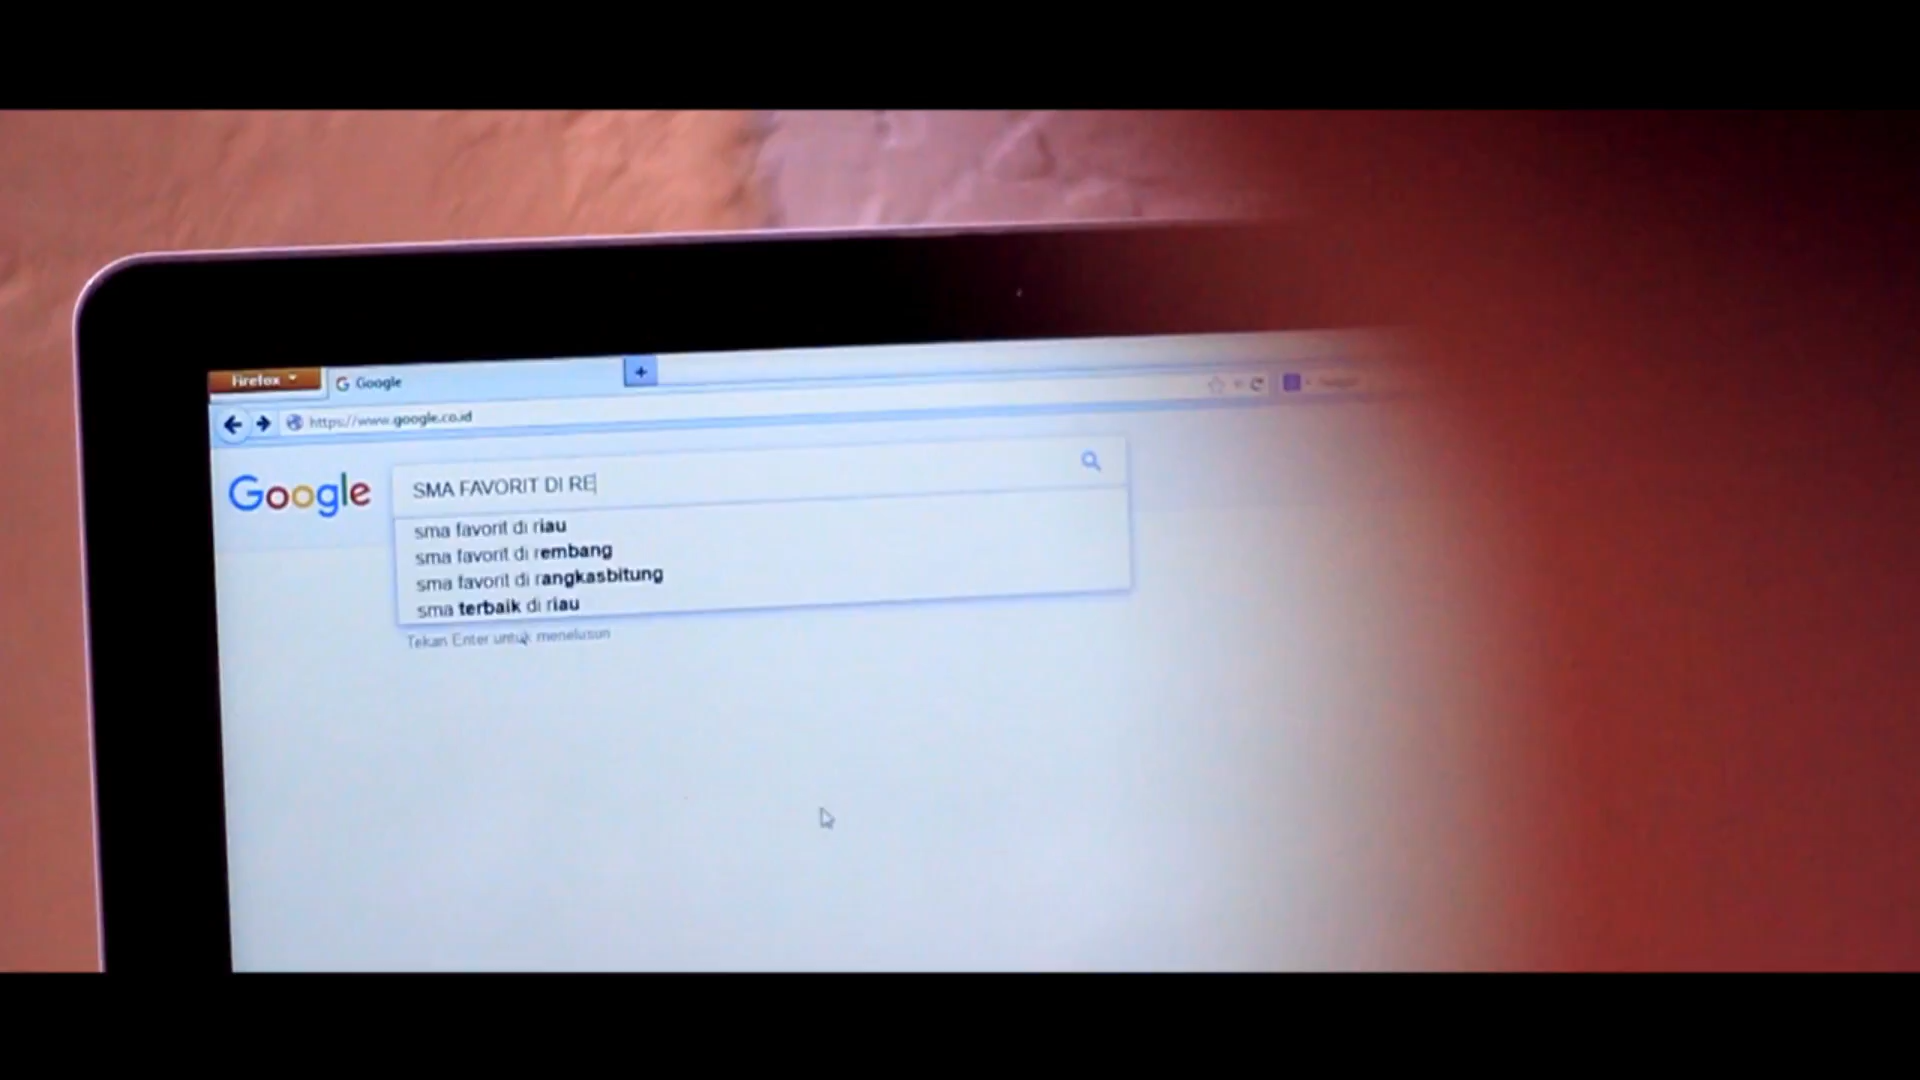 Firefox
Google
https://www.google.co.id
Google
SMA FAVORIT DI RE
sma favorit di riau
sma favorit di rembang
sma favorit di rangkasbitung
sma terbaik di riau
Tekan Enter untuk menelusuri